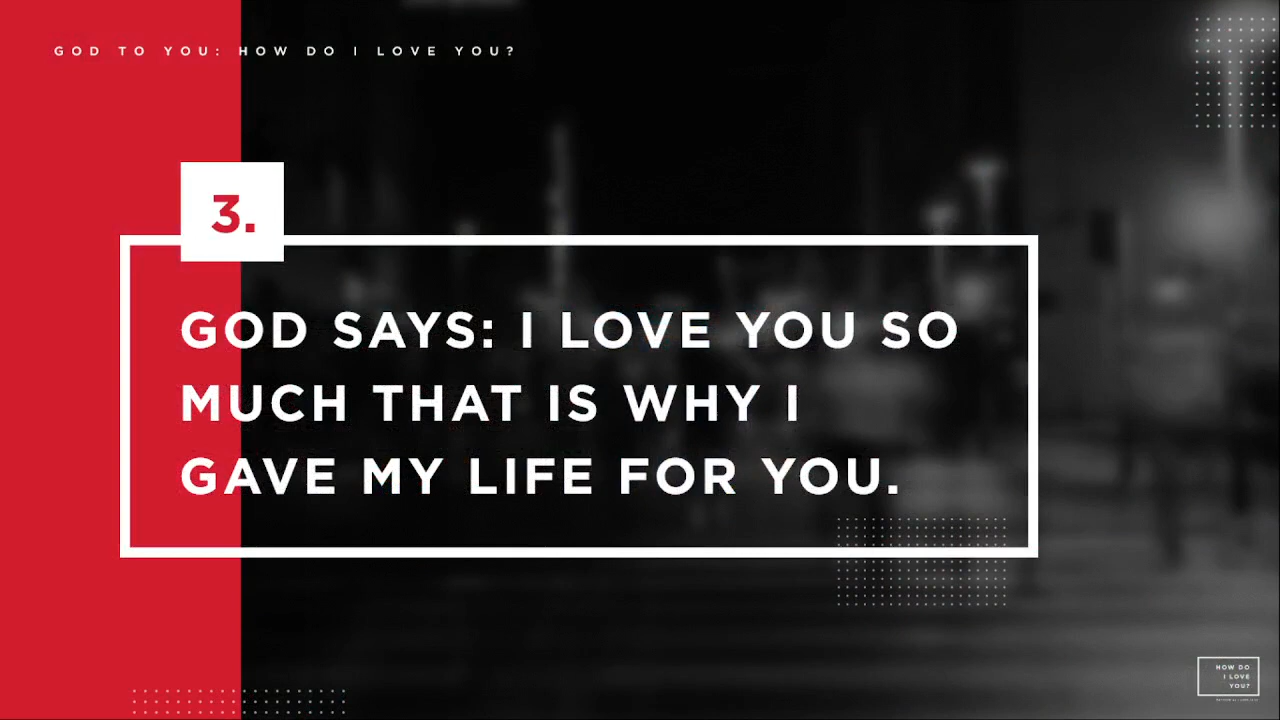 GOD TO YOU: HOW DO I LOVE YOU?
3.
GOD SAYS: I LOVE YOU SO
MUCH THAT IS WHY I
GAVE MY LIFE FOR YOU.
HOW DO
I LOVE
YOU?